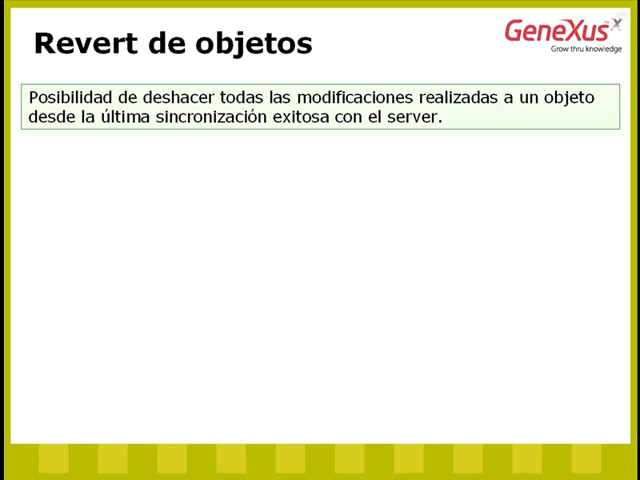 Revert de objetos
GeneXus™ X
Grow thru knowledge
Posibilidad de deshacer todas las modificaciones realizadas a un objeto
desde la última sincronización exitosa con el server.